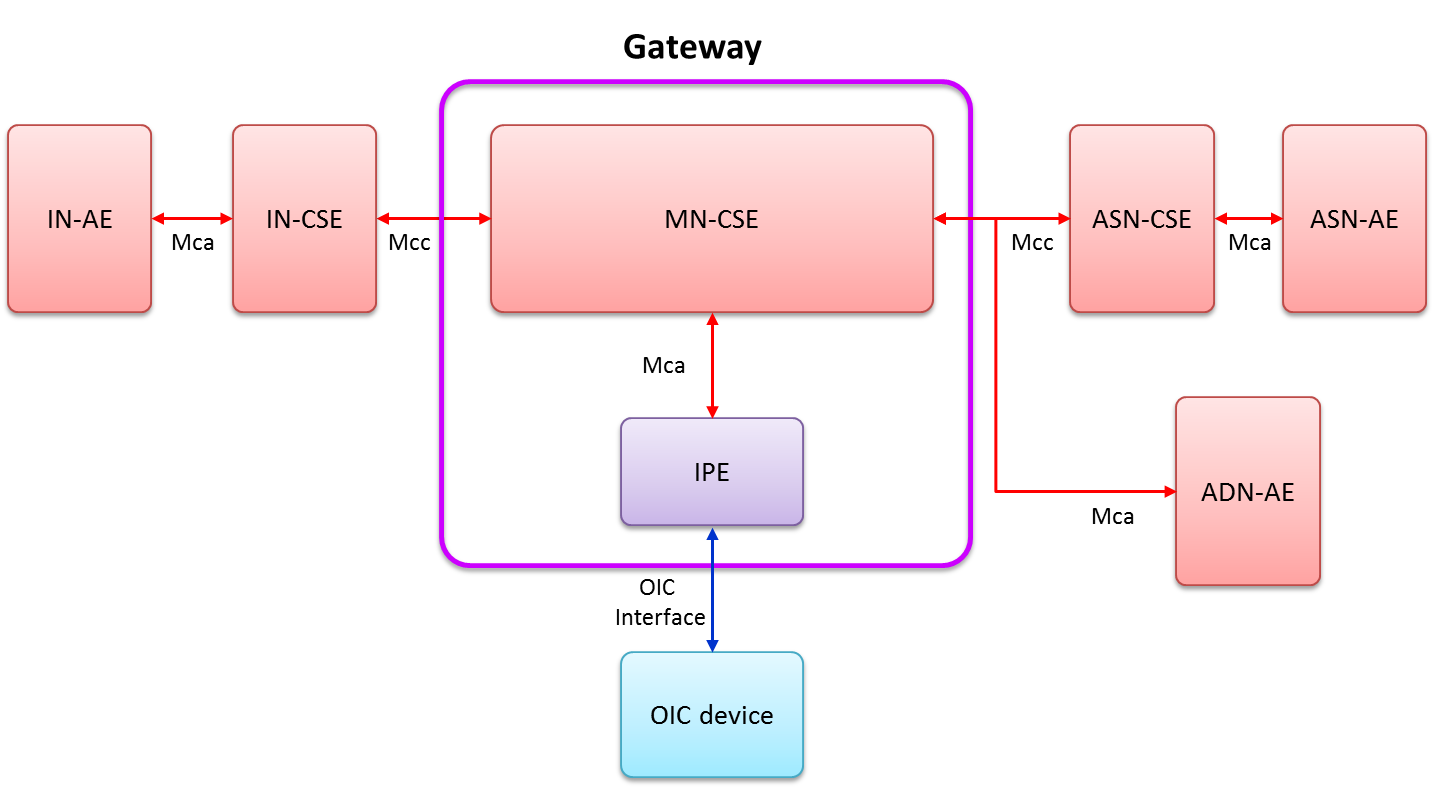 Gateway
IN-AE
Mca
IN-CSE
Mcc
MN-CSE
Mcc
ASN-CSE
Mca
ASN-AE
Mca
IPE
ADN-AE
Mca
OIC
Interface
OIC device